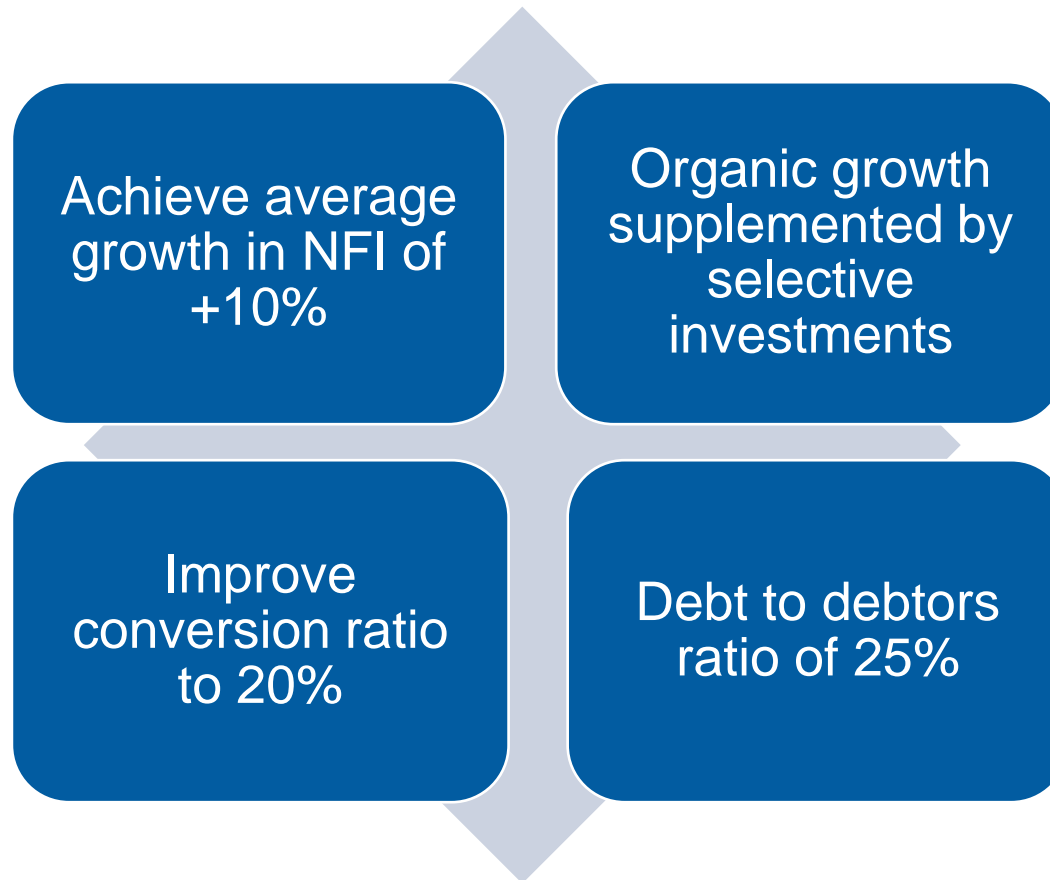 Achieve average
growth in NFI of
+10%
Organic growth
supplemented by
selective
investments
Improve
conversion ratio
to 20%
Debt to debtors
ratio of 25%